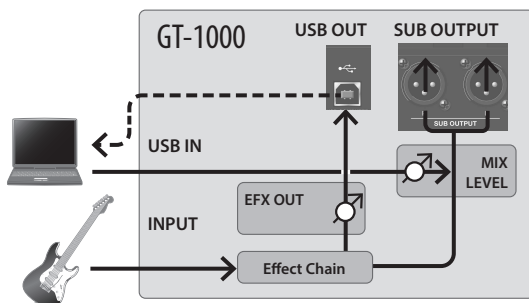 GT-1000
USB OUT
SUB OUTPUT
SUB OUTPUT
USB IN
MIX
LEVEL
EFX OUT
INPUT
Effect Chain